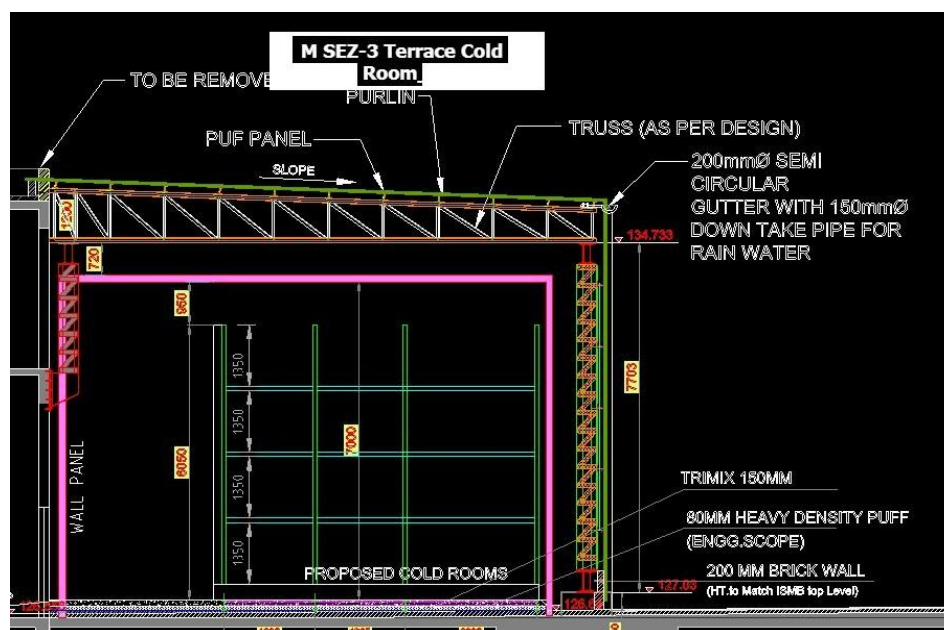 M SEZ-3 Terrace Cold
Room_
TO BE REMOVE
PURLIN
PUF PANEL
TRUSS (AS PER DESIGN)
SLOPE
200mmØ SEMI
CIRCULAR
GUTTER WITH 150mmØ
DOWN TAKE PIPE FOR
RAIN WATER
1200
134.733
720
950
1350
1350
7000
7703
6050
1350
WALL PANEL
1350
TRIMIX 150MM
80MM HEAVY DENSITY PUFF
(ENGG.SCOPE)
PROPOSED COLD ROOMS
200 MM BRICK WALL
(HT.to Match ISMB top Level)
127.03